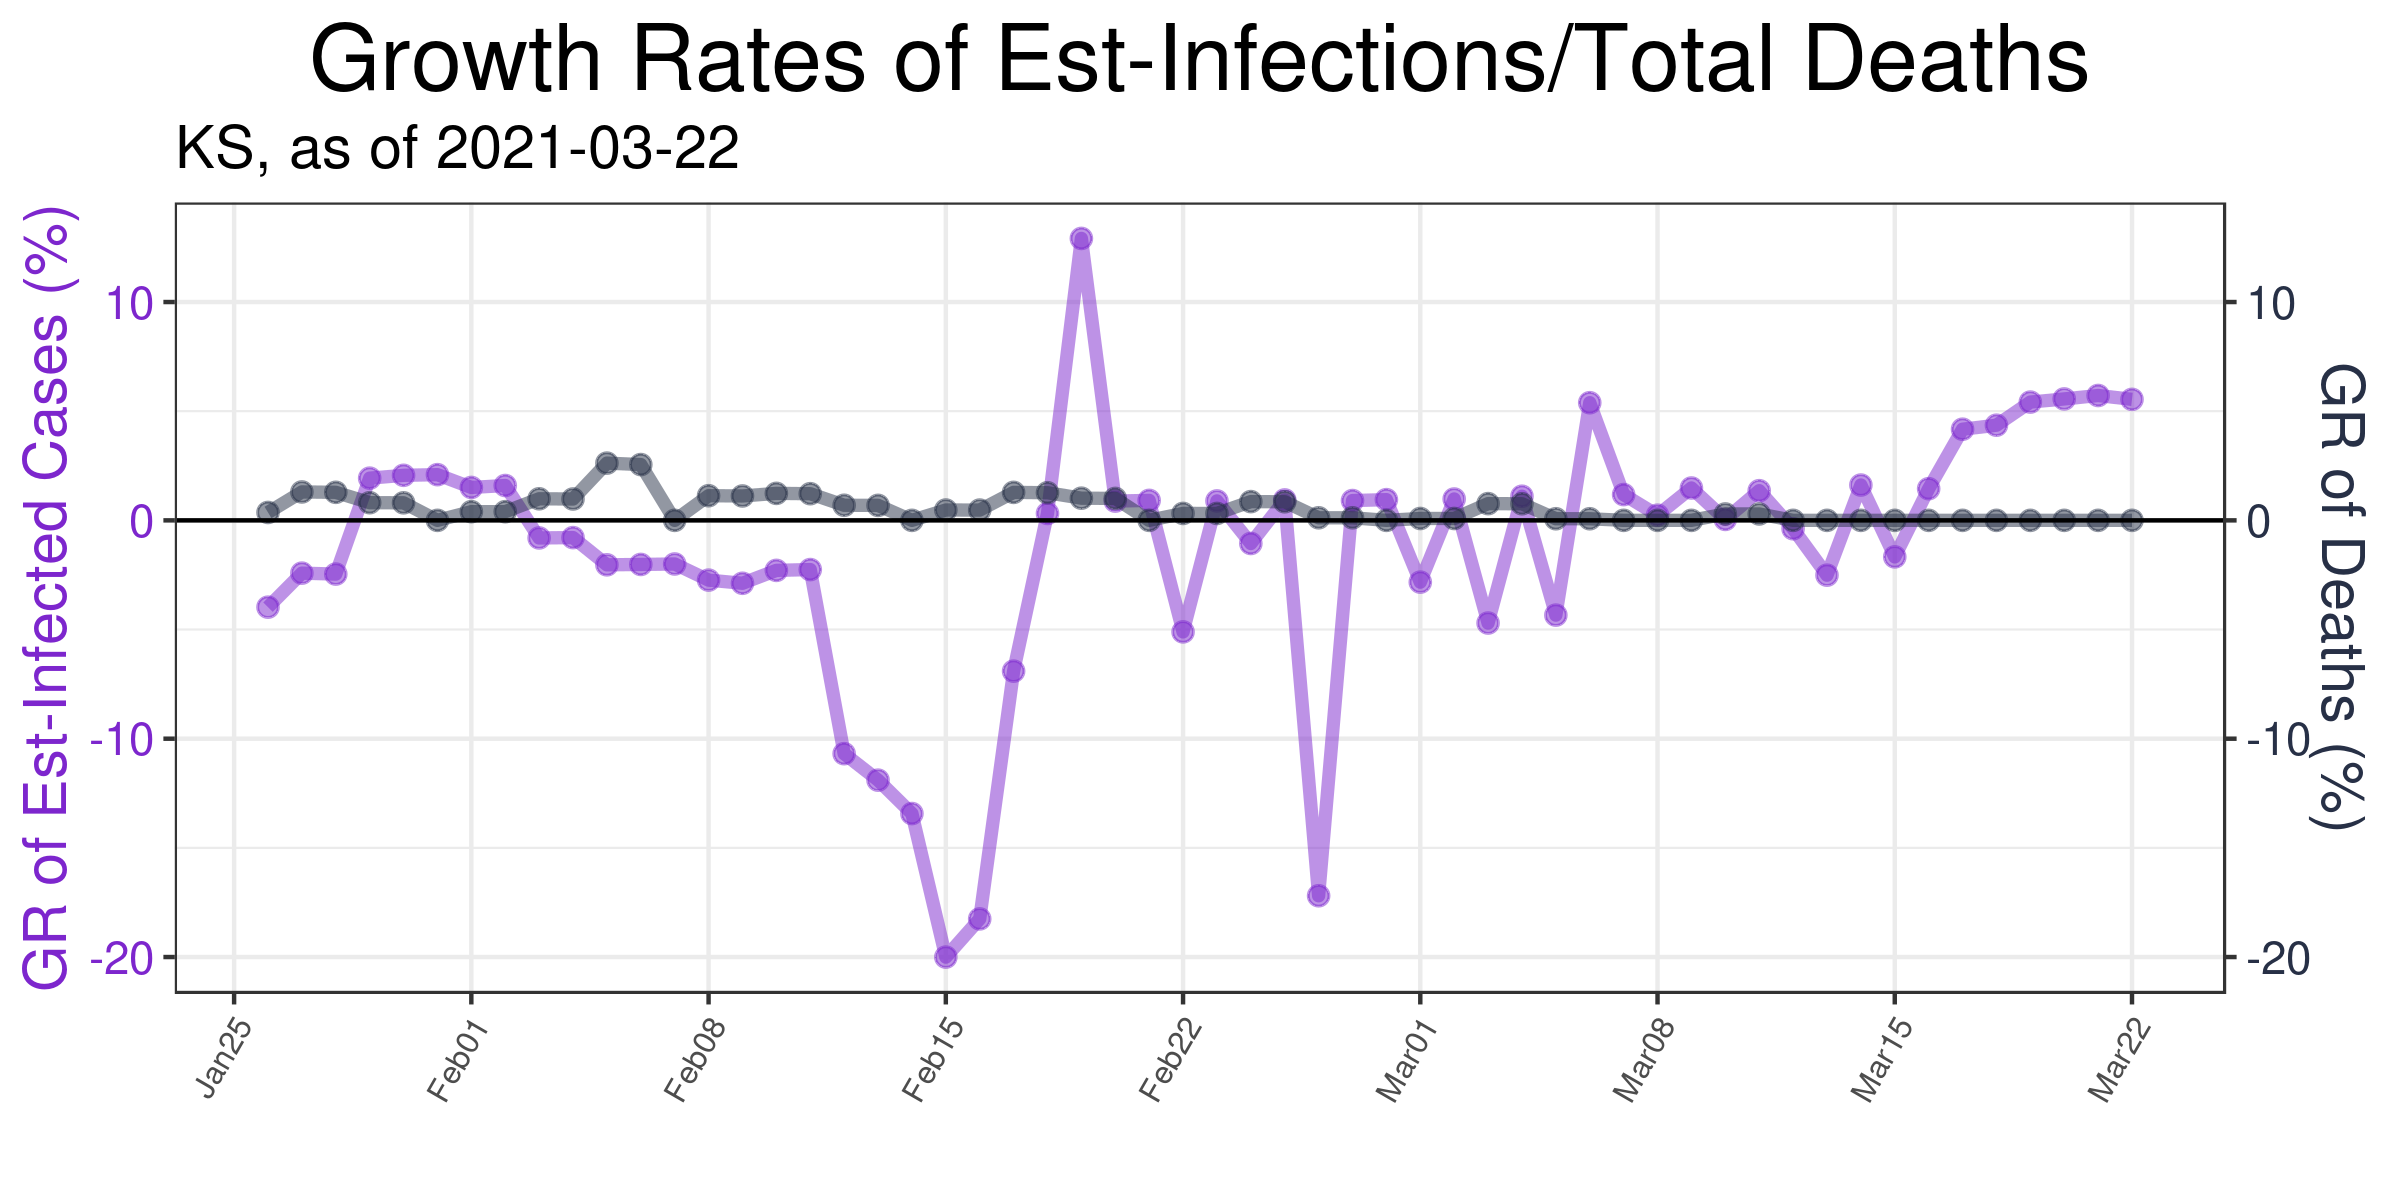 Growth Rates of Est-Infections/Total Deaths
KS, as of 2021-03-22
GR of Est-Infected Cases (%)
10
0
-10
-20
10
0
-10
-20
GR of Deaths (%)
Jan25
Feb01
Feb08
Feb15
Feb22
Mar01
Mar08
Mar15
Mar22